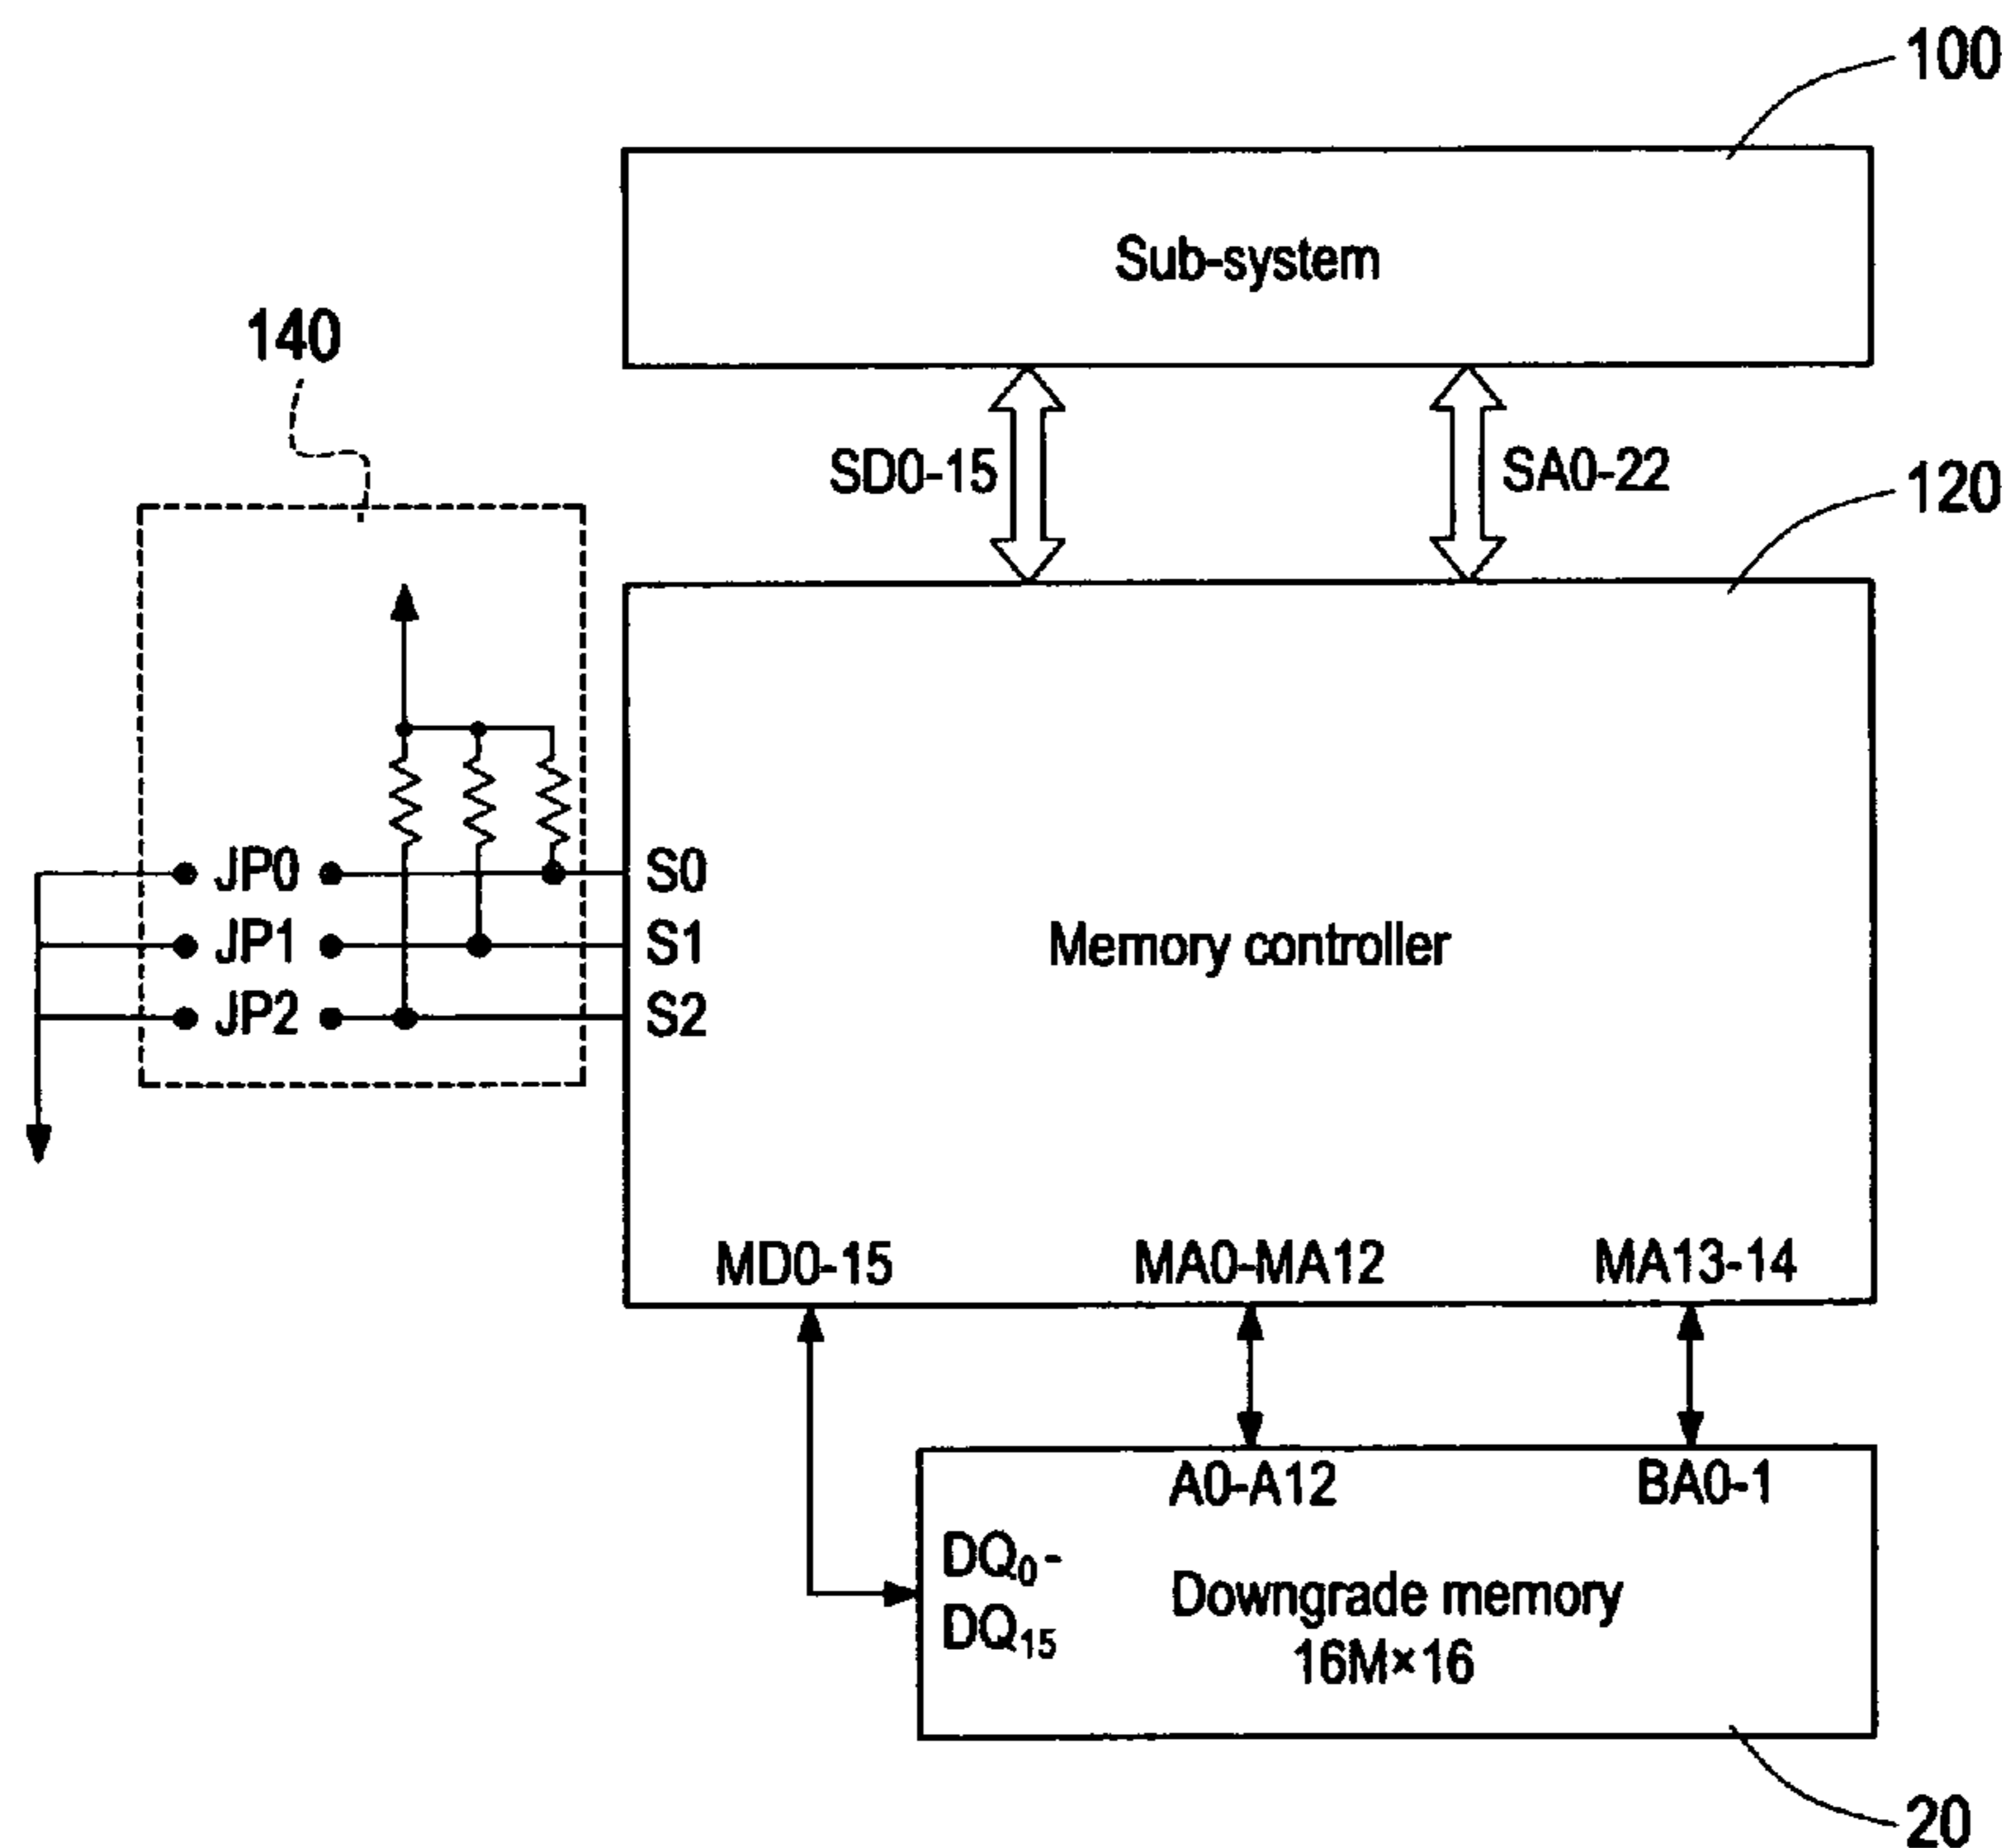 100
Sub-system
140
SD0-15
SA0-22
120
JP0
S0
JP1
S1
Memory controller
JP2
S2
MD0-15
MA0-MA12
MA13-14
A0-A12
BA0-1
DQ₀-
DQ₁₅
Downgrade memory
16M×16
20